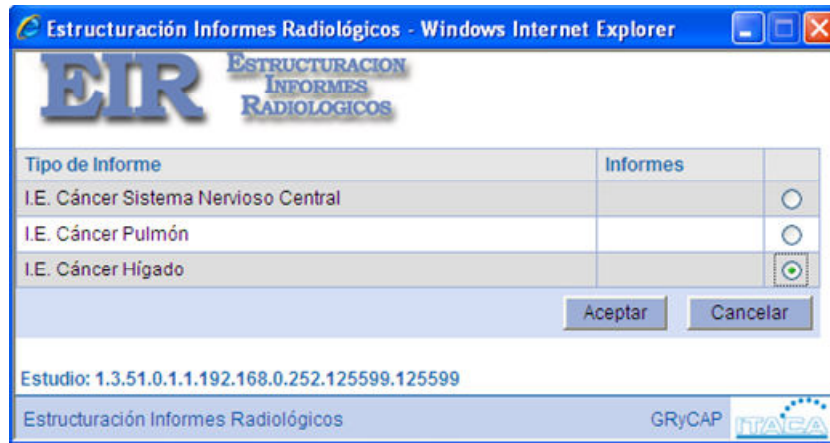 Estructuración Informes Radiológicos - Windows Internet Explorer
EIR
ESTRUCTURACION
INFORMES
RADIOLOGICOS
Tipo de Informe Informes
I.E. Cáncer Sistema Nervioso Central
I.E. Cáncer Pulmón
I.E. Cáncer Hígado
Aceptar Cancelar
Estudio: 1.3.51.0.1.1.192.168.0.252.125599.125599
Estructuración Informes Radiológicos GRyCAP ITACA